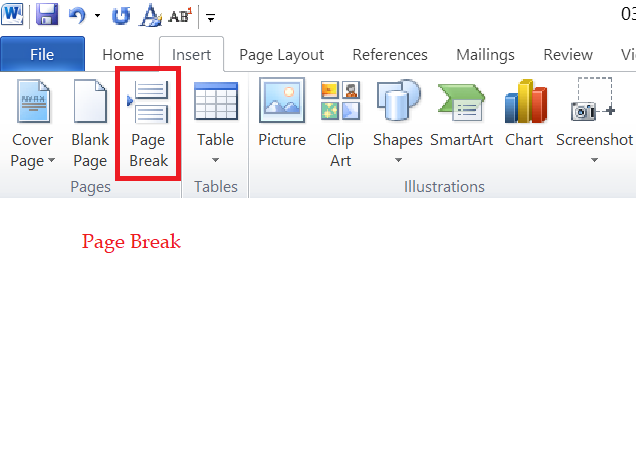 W AB¹ 03
File Home Insert Page Layout References Mailings Review Vi
Cover Page Blank Page Page Break Table Picture Clip Art Shapes SmartArt Chart Screenshot
Pages Tables Illustrations
Page Break